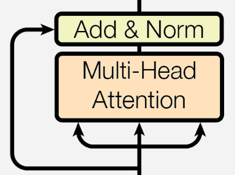 Add & Norm
Multi-Head
Attention